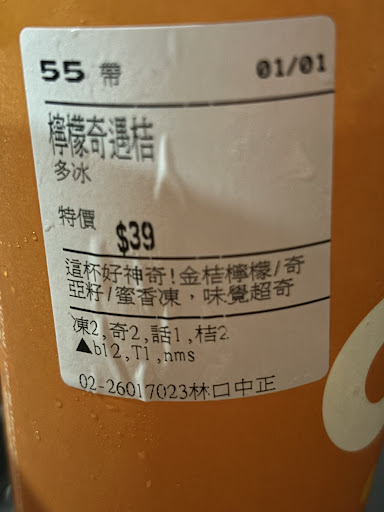 55 帶 01/01
檸檬奇遇桔
多冰
特價 $39
這杯好神奇!金桔檸檬/奇
亞籽/蜜香凍，味覺超奇
凍2,奇2,話1,桔2
▲b12,T1,nms
02-26017023林口中正